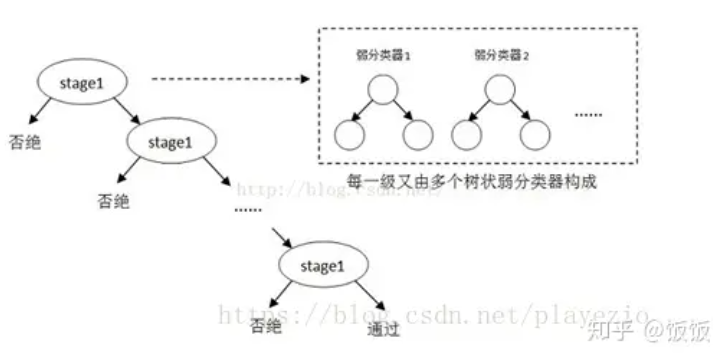 弱分类器1
弱分类器2
stage1
......
否绝
stage1
每一级又由多个树状弱分类器构成
http://blog.csdn.net/
否绝
......
stage1
https://blog.csdn.net/playezio
否绝
通过
知乎 @饭饭